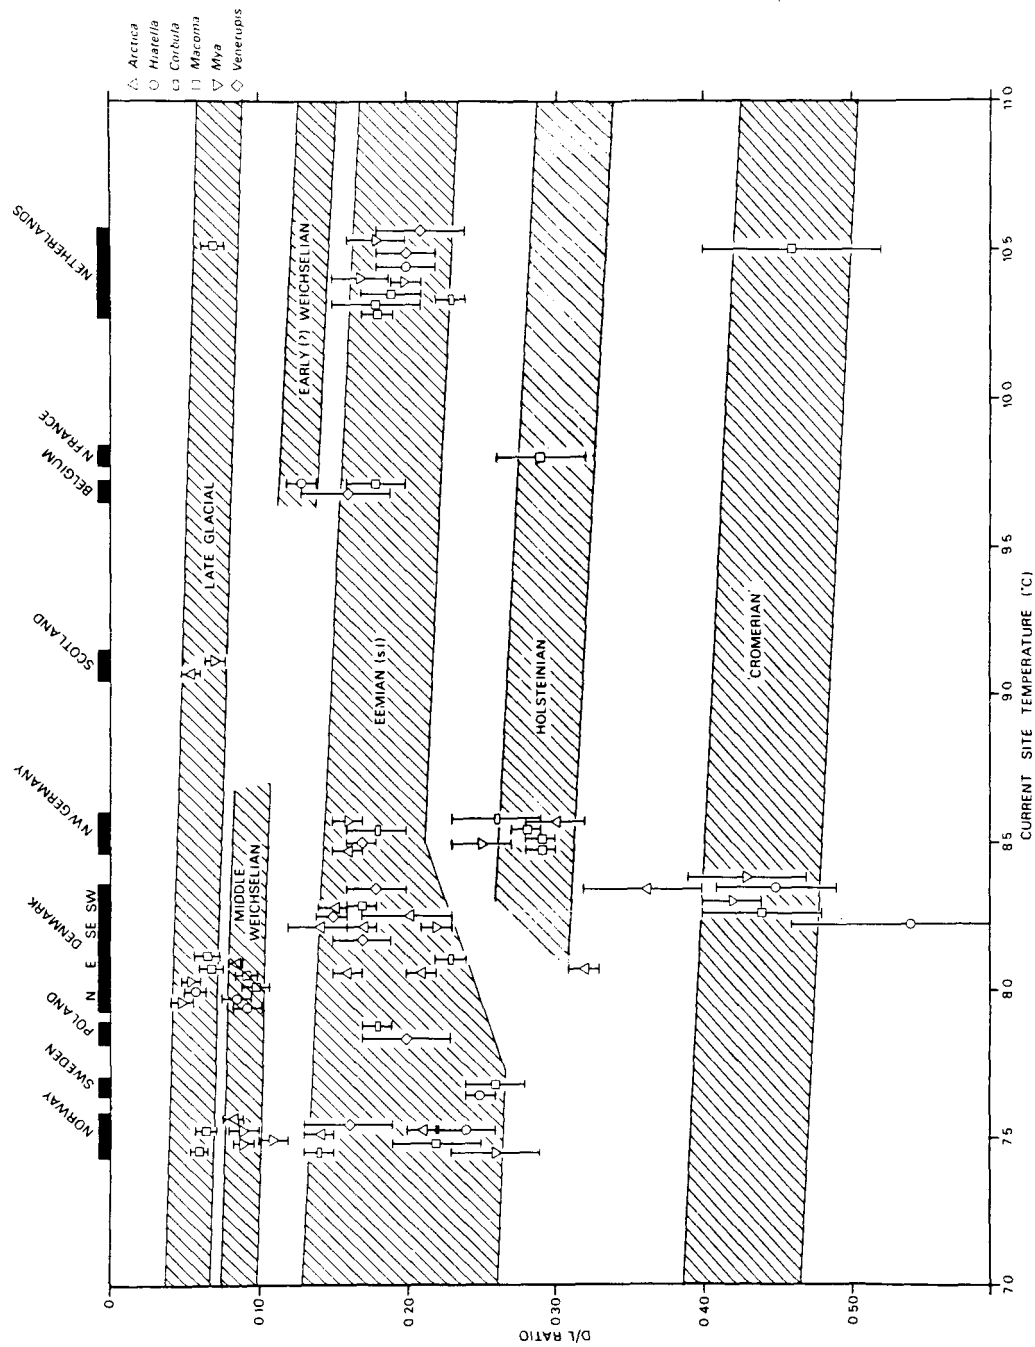 NORWAY
SWEDEN
POLAND
DENMARK
N E SE SW
NW GERMANY
SCOTLAND
BELGIUM
N FRANCE
NETHERLANDS
Arctica
Hiatella
Corbula
Macoma
Mya
Venerupis
LATE GLACIAL
MIDDLE
WEICHSELIAN
EARLY (?) WEICHSELIAN
EEMIAN (s l)
HOLSTEINIAN
CROMERIAN
D/L RATIO
0
0 10
0 20
0 30
0 40
0 50
7 0
7 5
8 0
8 5
9 0
9 5
10 0
10 5
11 0
CURRENT SITE TEMPERATURE (°C)